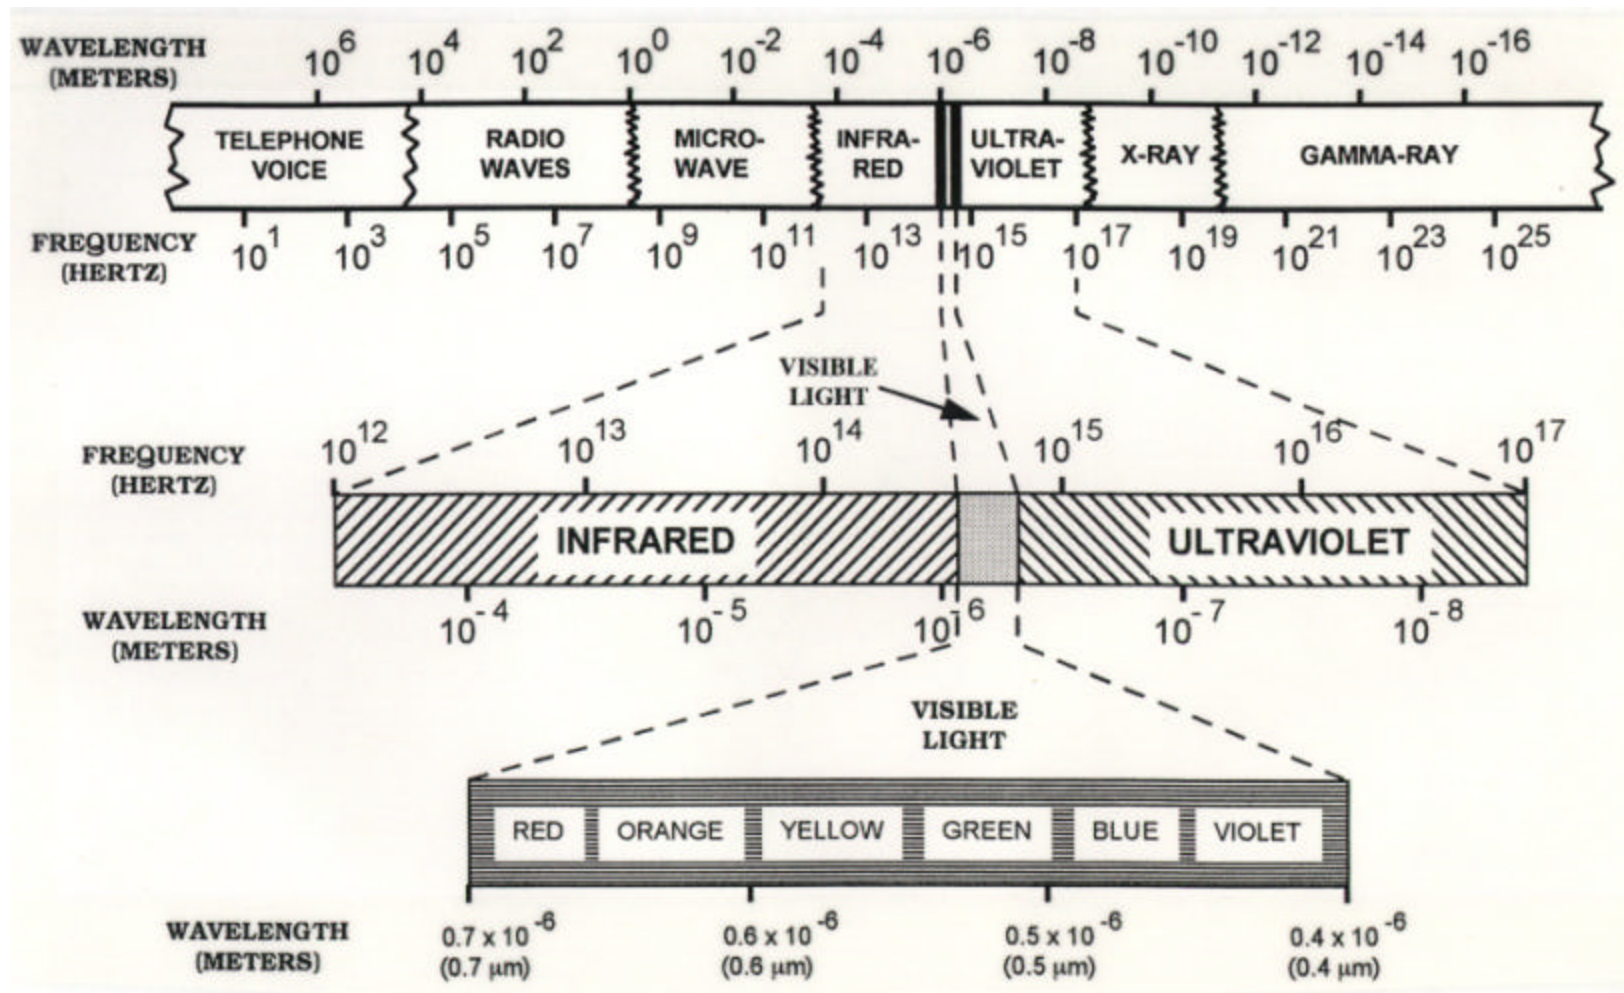 WAVELENGTH
(METERS)
10^6 10^4 10^2 10^0 10^-2 10^-4 10^-6 10^-8 10^-10 10^-12 10^-14 10^-16
TELEPHONE
VOICE
RADIO
WAVES
MICRO-
WAVE
INFRA-
RED
ULTRA-
VIOLET
X-RAY
GAMMA-RAY
FREQUENCY
(HERTZ)
10^1 10^3 10^5 10^7 10^9 10^11 10^13 10^15 10^17 10^19 10^21 10^23 10^25
VISIBLE
LIGHT
FREQUENCY
(HERTZ)
10^12 10^13 10^14 10^15 10^16 10^17
INFRARED
ULTRAVIOLET
WAVELENGTH
(METERS)
10^-4 10^-5 10^-6 10^-7 10^-8
VISIBLE
LIGHT
RED ORANGE YELLOW GREEN BLUE VIOLET
WAVELENGTH
(METERS)
0.7 x 10^-6 0.6 x 10^-6 0.5 x 10^-6 0.4 x 10^-6
(0.7 µm) (0.6 µm) (0.5 µm) (0.4 µm)